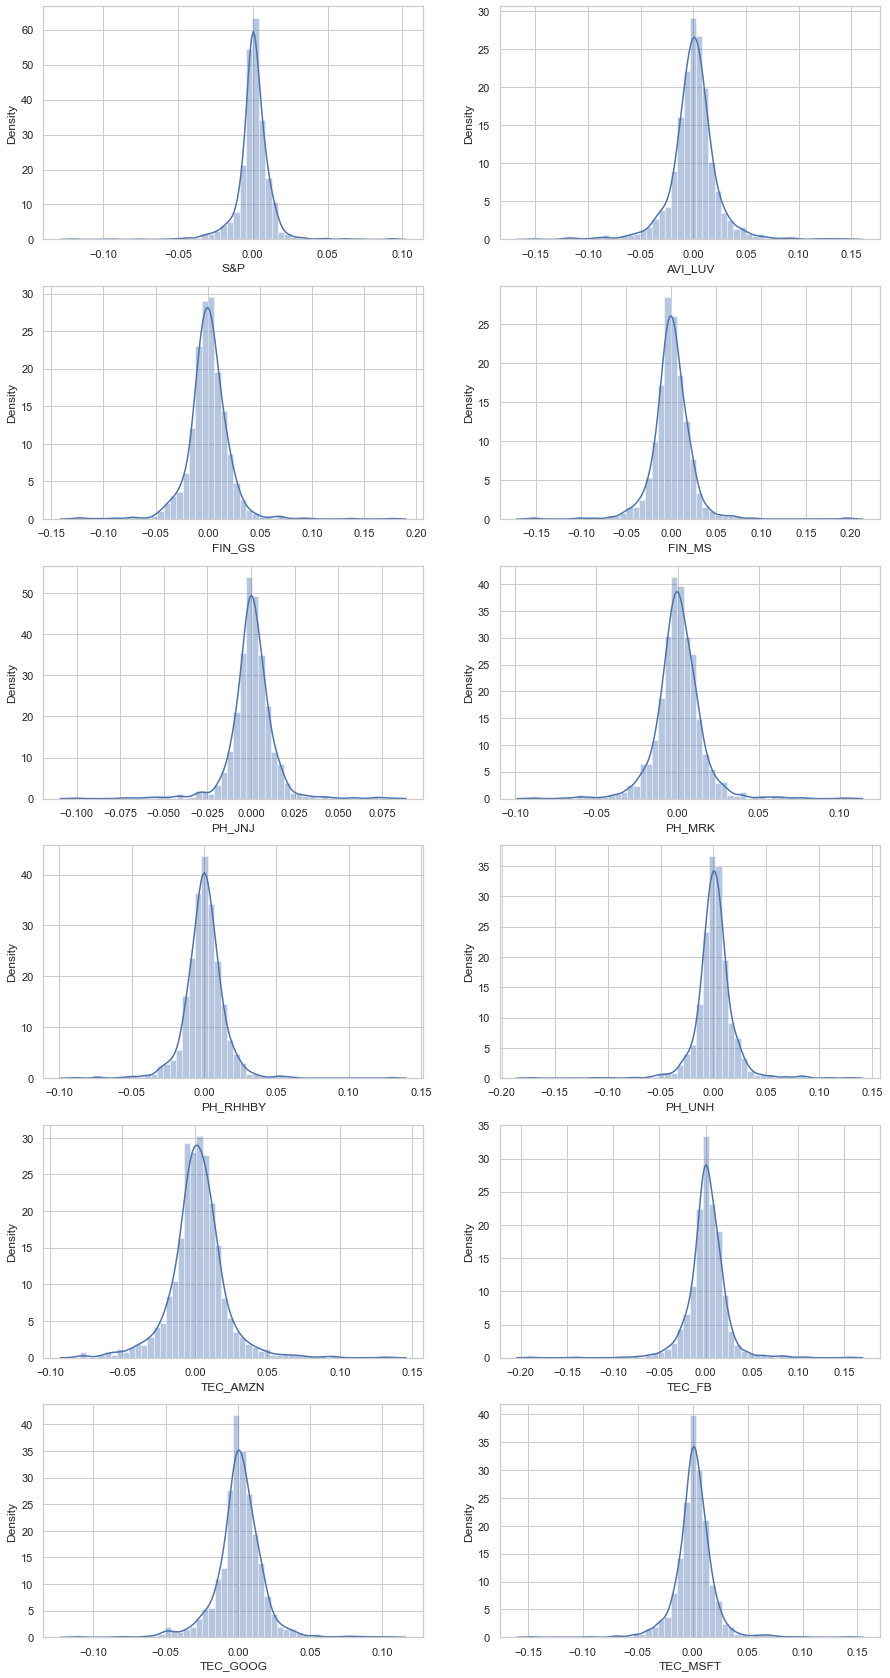 60
50
40
30
20
10
0
Density
−0.10 −0.05 0.00 0.05 0.10
S&P
30
25
20
15
10
5
0
Density
−0.15 −0.10 −0.05 0.00 0.05 0.10 0.15
AVI_LUV
30
25
20
15
10
5
0
Density
−0.15 −0.10 −0.05 0.00 0.05 0.10 0.15 0.20
FIN_GS
25
20
15
10
5
0
Density
−0.15 −0.10 −0.05 0.00 0.05 0.10 0.15 0.20
FIN_MS
50
40
30
20
10
0
Density
−0.100 −0.075 −0.050 −0.025 0.000 0.025 0.050 0.075
PH_JNJ
40
35
30
25
20
15
10
5
0
Density
−0.10 −0.05 0.00 0.05 0.10
PH_MRK
40
30
20
10
0
Density
−0.10 −0.05 0.00 0.05 0.10 0.15
PH_RHHBY
35
30
25
20
15
10
5
0
Density
−0.20 −0.15 −0.10 −0.05 0.00 0.05 0.10 0.15
PH_UNH
30
25
20
15
10
5
0
Density
−0.10 −0.05 0.00 0.05 0.10 0.15
TEC_AMZN
35
30
25
20
15
10
5
0
Density
−0.20 −0.15 −0.10 −0.05 0.00 0.05 0.10 0.15
TEC_FB
40
35
30
25
20
15
10
5
0
Density
−0.10 −0.05 0.00 0.05 0.10
TEC_GOOG
40
35
30
25
20
15
10
5
0
Density
−0.15 −0.10 −0.05 0.00 0.05 0.10 0.15
TEC_MSFT